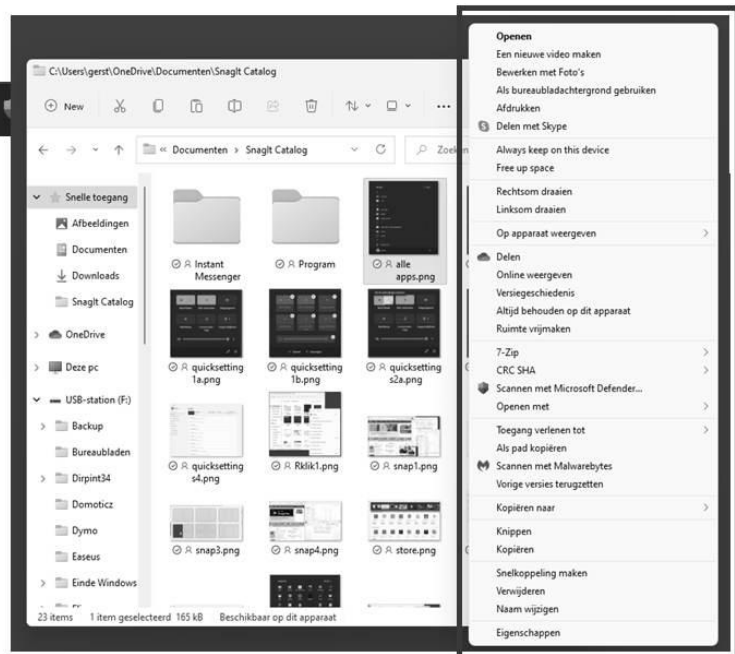 C:\Users\gerst\OneDrive\Documenten\SnagIt Catalog
New
« Documenten > SnagIt Catalog
Zoeken
Snelle toegang
Afbeeldingen
Documenten
Downloads
SnagIt Catalog
OneDrive
Deze pc
USB-station (F:)
Backup
Bureaubladen
Dirpint34
Domoticz
Dymo
Easeus
Einde Windows
Instant
Messenger
Program
alle
apps.png
quicksetting
1a.png
quicksetting
1b.png
quicksetting
s2a.png
quicksetting
s4.png
Rklik1.png
snap1.png
snap3.png
snap4.png
store.png
23 items 1 item geselecteerd 165 kB Beschikbaar op dit apparaat
Openen
Een nieuwe video maken
Bewerken met Foto's
Als bureaubladachtergrond gebruiken
Afdrukken
Delen met Skype
Always keep on this device
Free up space
Rechtsom draaien
Linksom draaien
Op apparaat weergeven
Delen
Online weergeven
Versiegeschiedenis
Altijd behouden op dit apparaat
Ruimte vrijmaken
7-Zip
CRC SHA
Scannen met Microsoft Defender...
Openen met
Toegang verlenen tot
Als pad kopiëren
Scannen met Malwarebytes
Vorige versies terugzetten
Kopiëren naar
Knippen
Kopiëren
Snelkoppeling maken
Verwijderen
Naam wijzigen
Eigenschappen